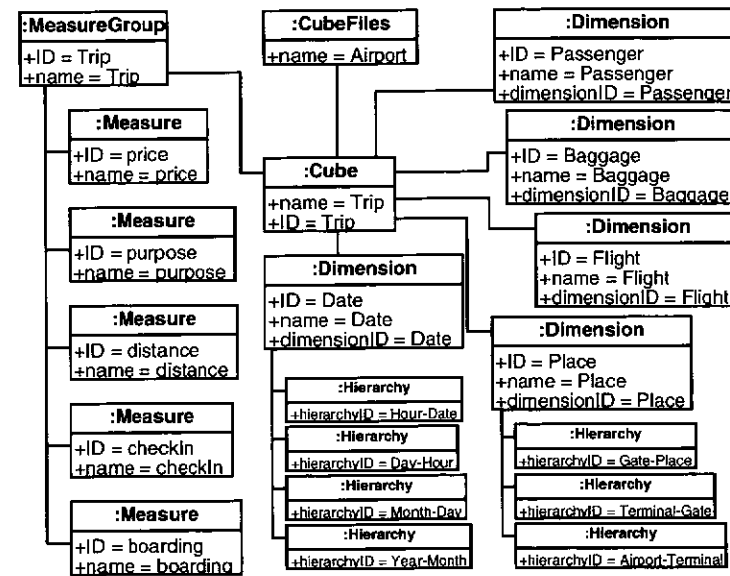 :MeasureGroup
+ID = Trip
+name = Trip
:Measure
+ID = price
+name = price
:Measure
+ID = purpose
+name = purpose
:Measure
+ID = distance
+name = distance
:Measure
+ID = checkIn
+name = checkIn
:Measure
+ID = boarding
+name = boarding
:CubeFiles
+name = Airport
:Cube
+name = Trip
+ID = Trip
:Dimension
+ID = Date
+name = Date
+dimensionID = Date
:Hierarchy
+hierarchyID = Hour-Date
:Hierarchy
+hierarchyID = Day-Hour
:Hierarchy
+hierarchyID = Month-Day
:Hierarchy
+hierarchyID = Year-Month
:Dimension
+ID = Passenger
+name = Passenger
+dimensionID = Passenger
:Dimension
+ID = Baggage
+name = Baggage
+dimensionID = Baggage
:Dimension
+ID = Flight
+name = Flight
+dimensionID = Flight
:Dimension
+ID = Place
+name = Place
+dimensionID = Place
:Hierarchy
+hierarchyID = Gate-Place
:Hierarchy
+hierarchyID = Terminal-Gate
:Hierarchy
+hierarchyID = Airport-Terminal